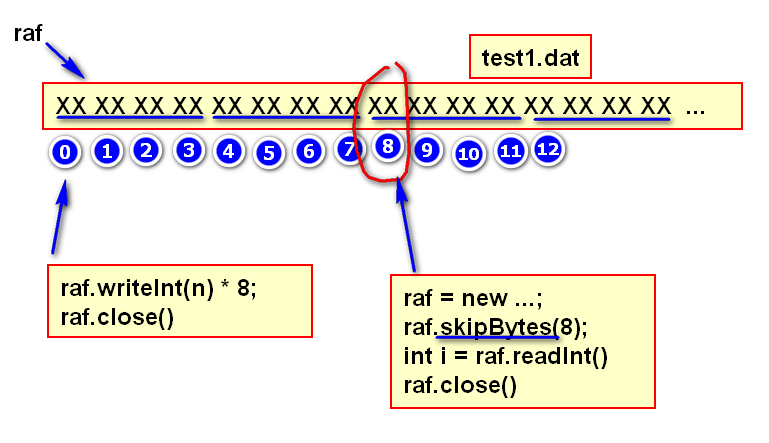 raf
test1.dat
XX XX XX XX XX XX XX XX XX XX XX XX XX XX XX XX ...
0 1 2 3 4 5 6 7 8 9 10 11 12
raf.writeInt(n) * 8;
raf.close()
raf = new ...;
raf.skipBytes(8);
int i = raf.readInt()
raf.close()